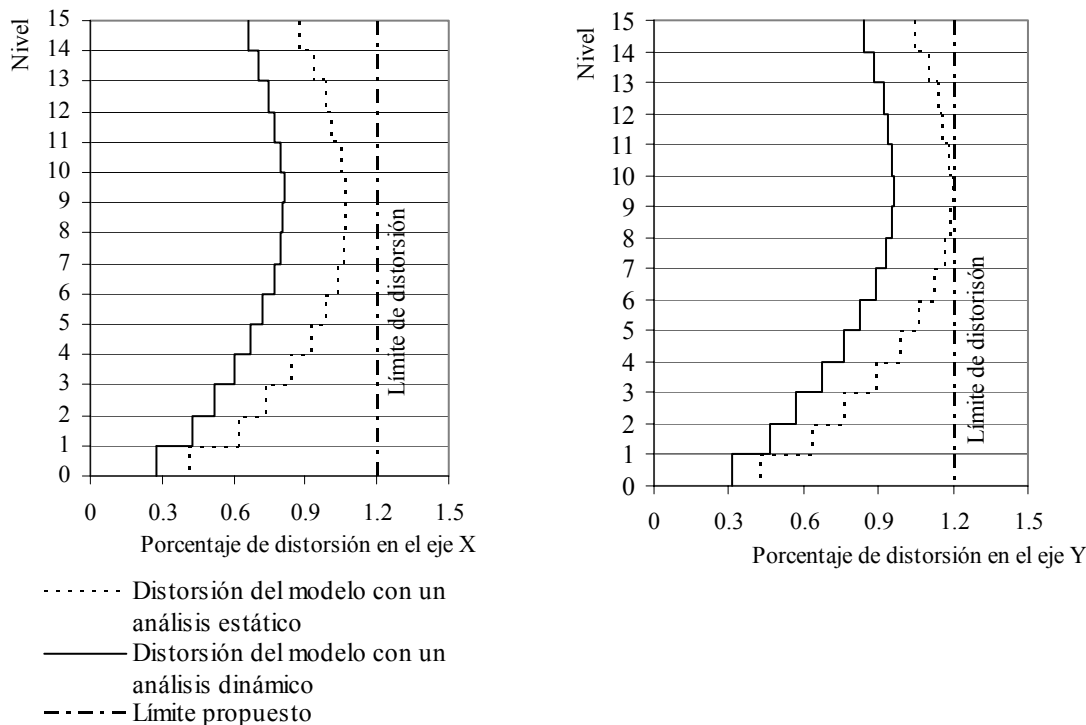 Nivel
15
14
13
12
11
10
9
8
7
6
5
4
3
2
1
0
0 0.3 0.6 0.9 1.2 1.5
Límite de distorsión
Porcentaje de distorsión en el eje X
Nivel
15
14
13
12
11
10
9
8
7
6
5
4
3
2
1
0
0 0.3 0.6 0.9 1.2 1.5
Límite de distorisón
Porcentaje de distorsión en el eje Y
Distorsión del modelo con un
análisis estático
Distorsión del modelo con un
análisis dinámico
Límite propuesto